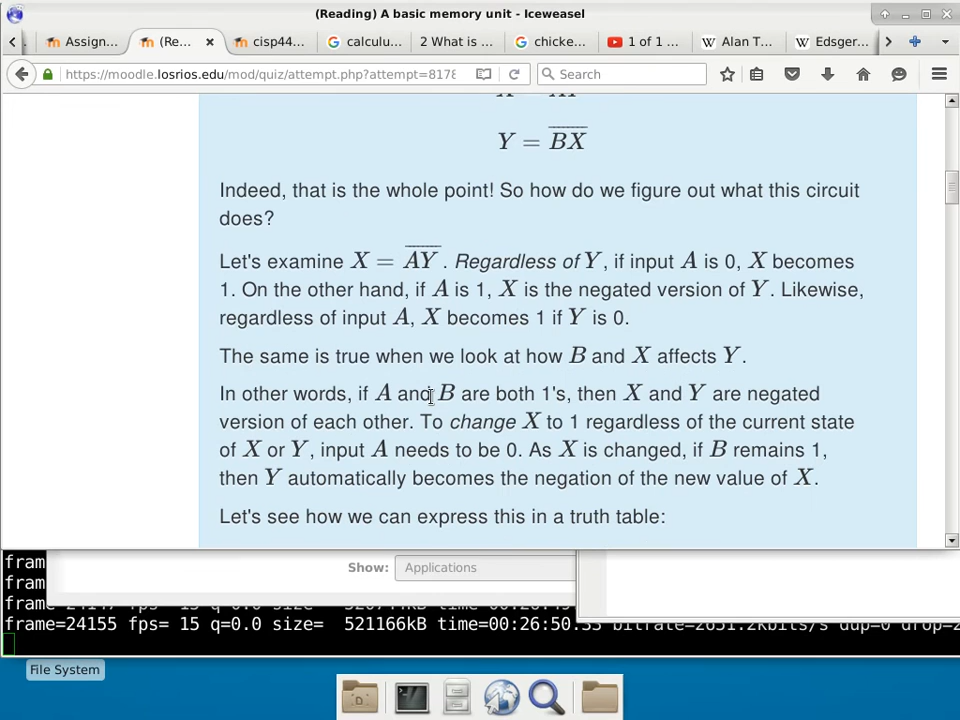 (Reading) A basic memory unit - Iceweasel
Assign... (Re... cisp44... calculu... 2 What is ... chicke... 1 of 1 ... Alan T... Edsger...
https://moodle.losrios.edu/mod/quiz/attempt.php?attempt=8178 Search
Y = \overline{BX}
Indeed, that is the whole point! So how do we figure out what this circuit
does?
Let's examine X = \overline{AY}. Regardless of Y, if input A is 0, X becomes
1. On the other hand, if A is 1, X is the negated version of Y. Likewise,
regardless of input A, X becomes 1 if Y is 0.
The same is true when we look at how B and X affects Y.
In other words, if A and B are both 1's, then X and Y are negated
version of each other. To change X to 1 regardless of the current state
of X or Y, input A needs to be 0. As X is changed, if B remains 1,
then Y automatically becomes the negation of the new value of X.
Let's see how we can express this in a truth table:
fram
Show: Applications
fram
frame=24155 fps= 15 q=0.0 size= 521166kB
File System